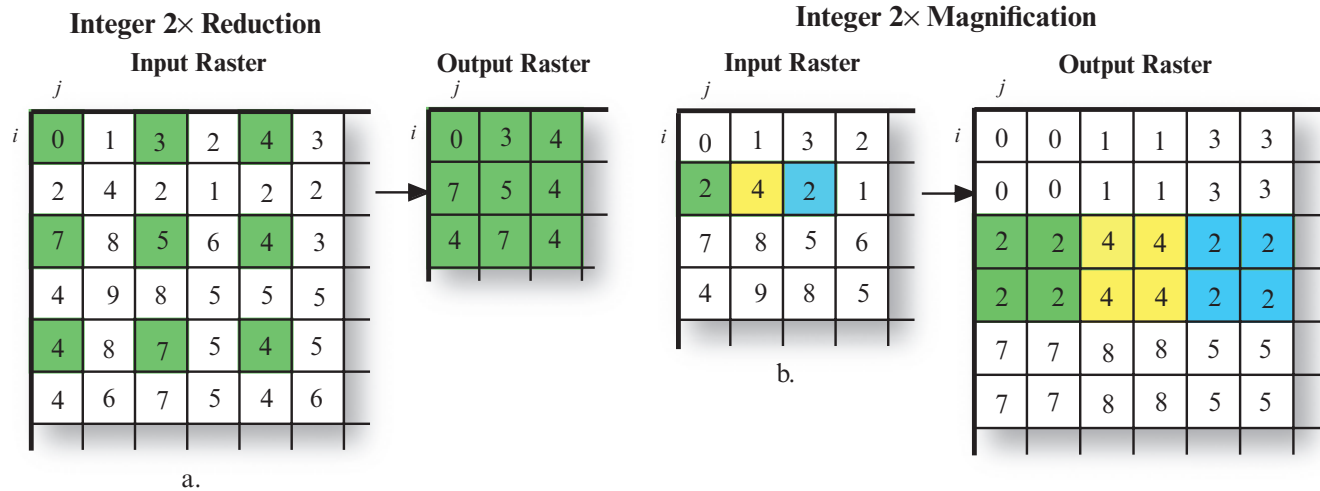 Integer 2× Reduction
Input Raster
j
i
0 1 3 2 4 3
2 4 2 1 2 2
7 8 5 6 4 3
4 9 8 5 5 5
4 8 7 5 4 5
4 6 7 5 4 6
a.
Output Raster
j
i
0 3 4
7 5 4
4 7 4
Integer 2× Magnification
Input Raster
j
i
0 1 3 2
2 4 2 1
7 8 5 6
4 9 8 5
b.
Output Raster
j
i
0 0 1 1 3 3
0 0 1 1 3 3
2 2 4 4 2 2
2 2 4 4 2 2
7 7 8 8 5 5
7 7 8 8 5 5